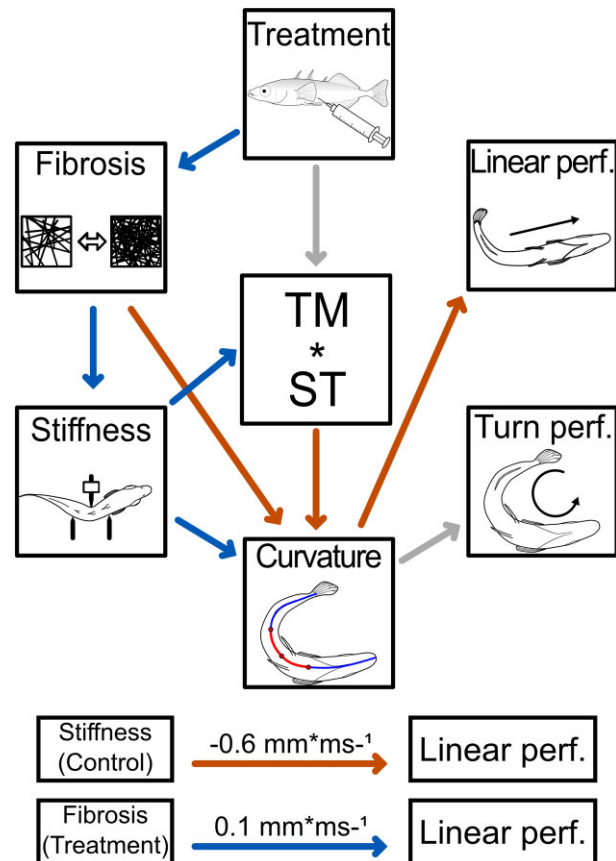 Treatment
Fibrosis
Linear perf.
TM
*
ST
Stiffness
Turn perf.
Curvature
Stiffness
(Control)
-0.6 mm*ms-¹
Linear perf.
Fibrosis
(Treatment)
0.1 mm*ms-¹
Linear perf.